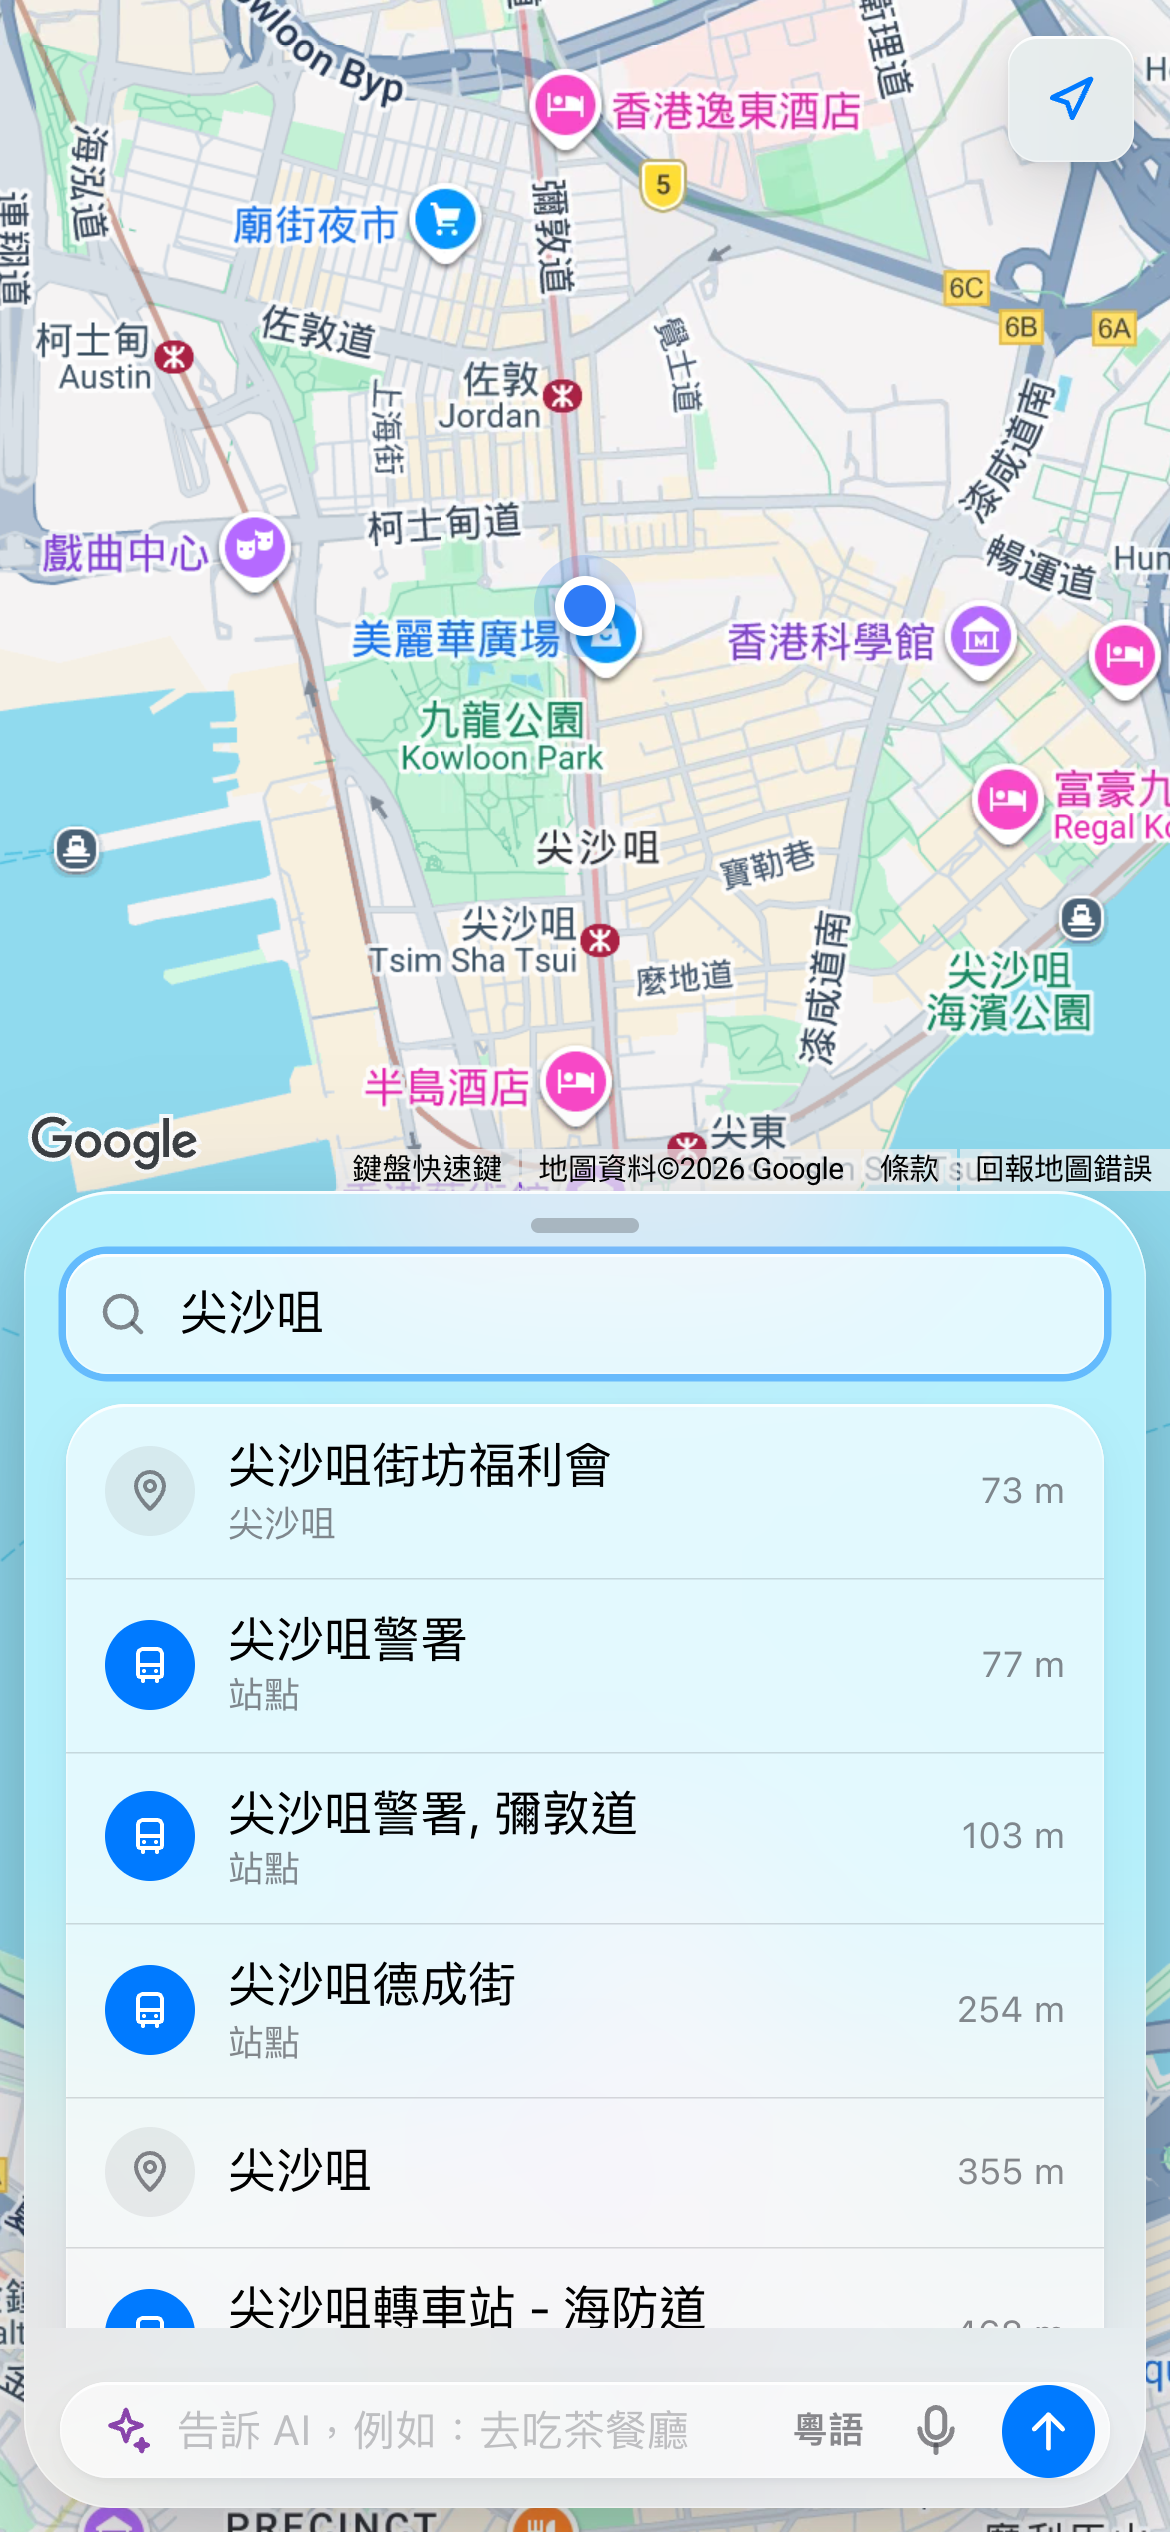 Kowloon Byp
香港逸東酒店
海泓道
衛理道
連翔道
5
廟街夜市
彌敦道
6C
6B
6A
柯士甸
Austin
佐敦道
佐敦
Jordan
覺士道
上海街
漆咸道南
柯士甸道
戲曲中心
暢運道
Hun
美麗華廣場
香港科學館
九龍公園
Kowloon Park
富豪九
Regal Ko
尖沙咀
寶勒巷
尖沙咀
Tsim Sha Tsui
麼地道
漆咸道南
尖沙咀
海濱公園
半島酒店
尖東
Google
鍵盤快速鍵
地圖資料©2026 Google
條款
回報地圖錯誤
尖沙咀
尖沙咀街坊福利會
尖沙咀
73 m
尖沙咀警署
站點
77 m
尖沙咀警署, 彌敦道
站點
103 m
尖沙咀德成街
站點
254 m
尖沙咀
355 m
尖沙咀轉車站 - 海防道
告訴 AI，例如：去吃茶餐廳
粵語
PRECINCT